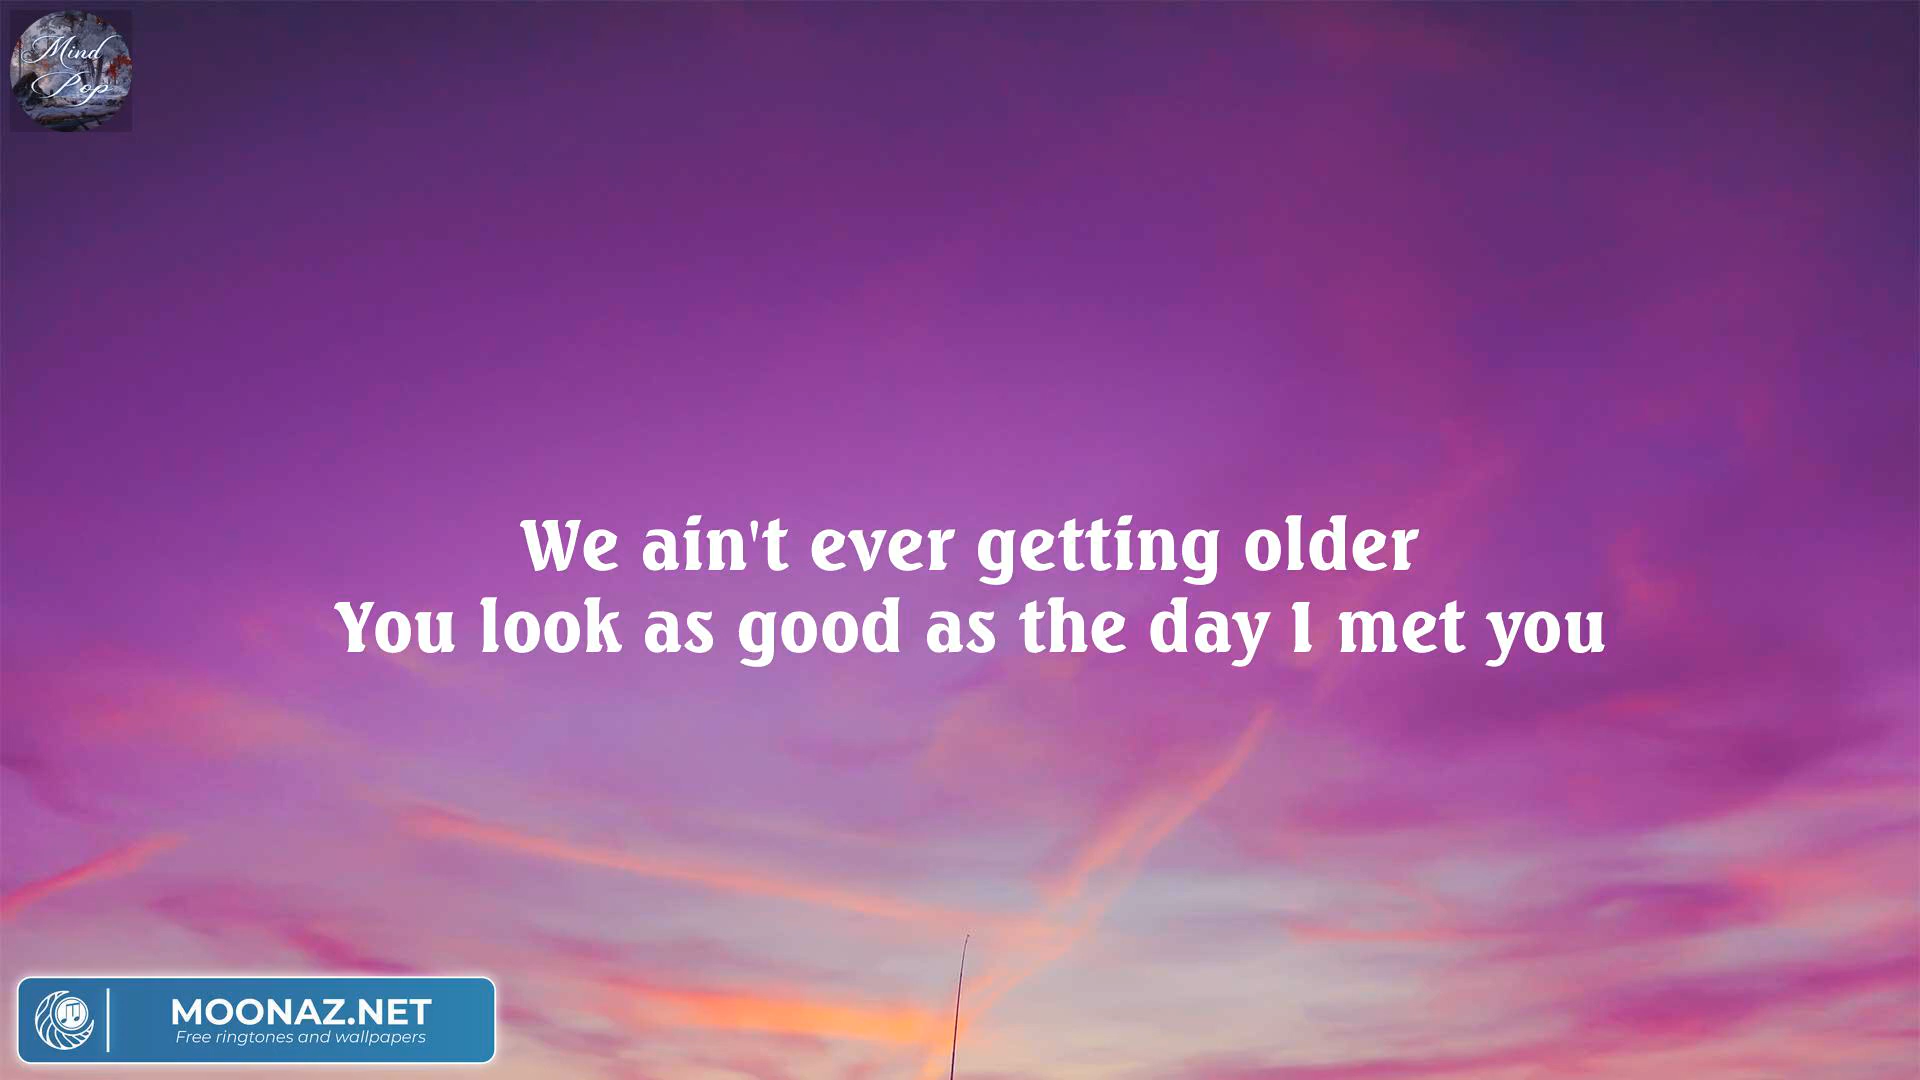 Mind
Pop
We ain't ever getting older
You look as good as the day I met you
MOONAZ.NET
Free ringtones and wallpapers